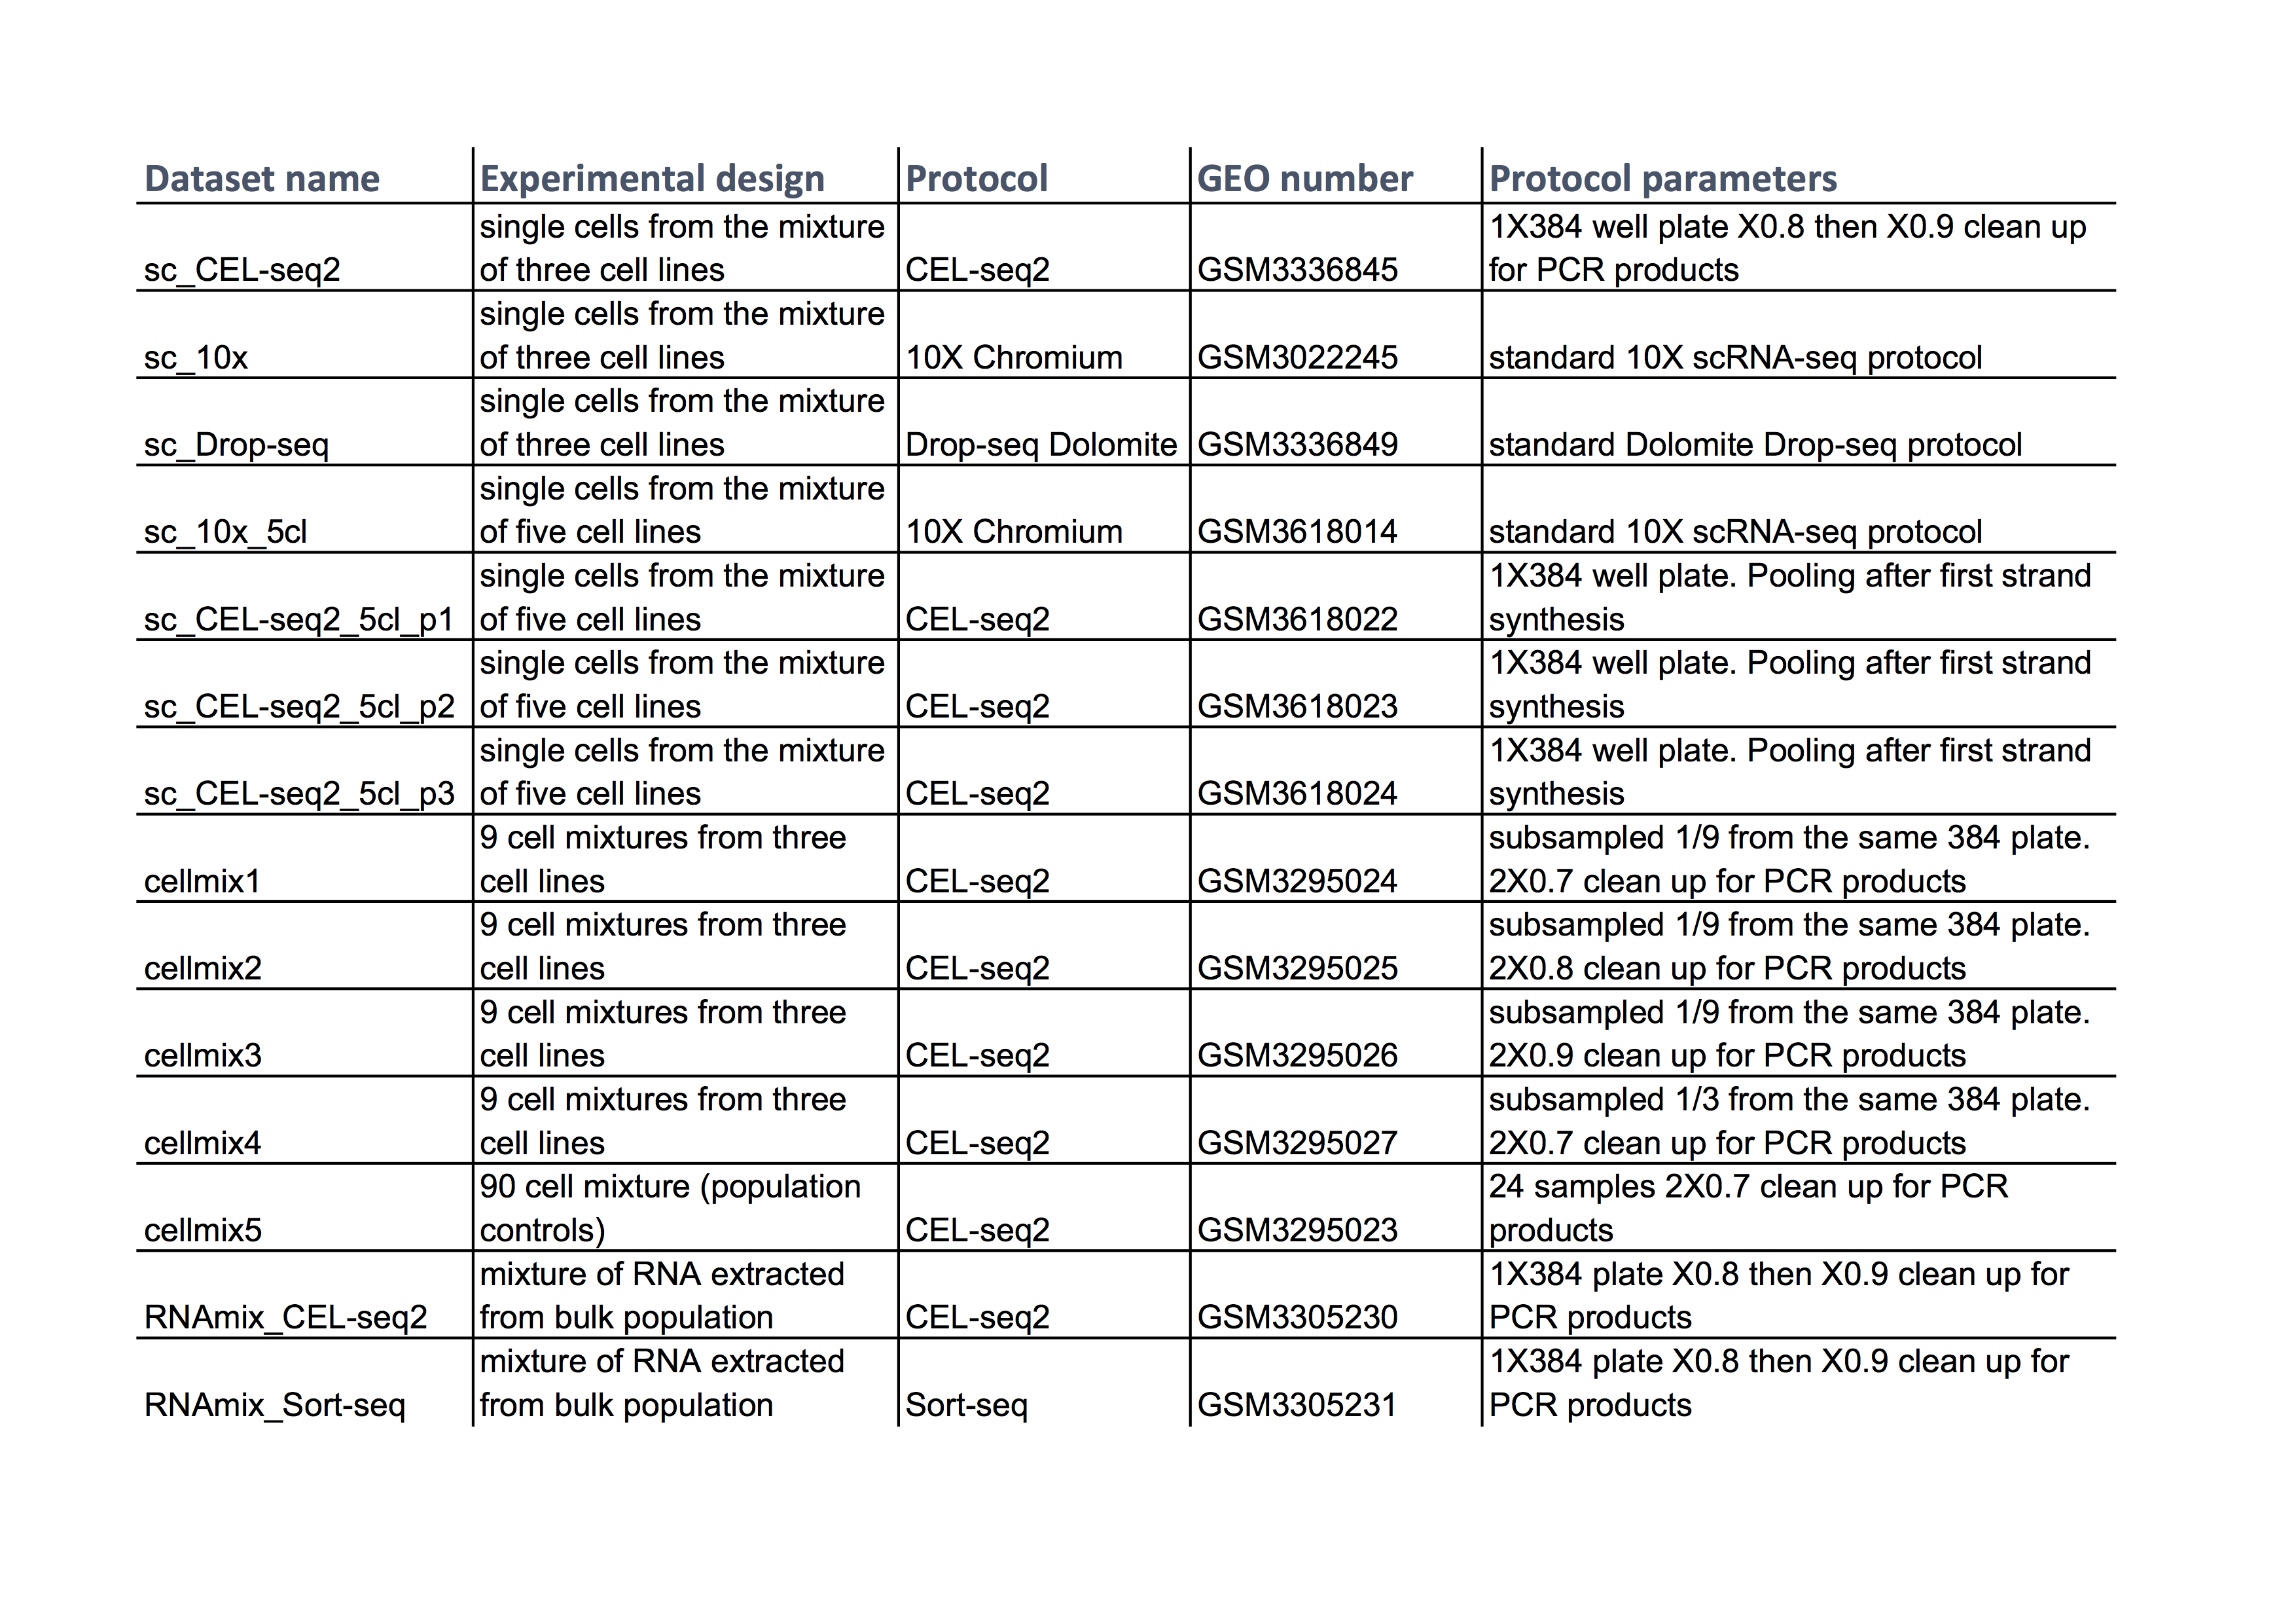 Dataset name Experimental design Protocol GEO number Protocol parameters
single cells from the mixture 1X384 well plate X0.8 then X0.9 clean up
sc_CEL-seq2 of three cell lines CEL-seq2 GSM3336845 for PCR products
single cells from the mixture
sc_10x of three cell lines 10X Chromium GSM3022245 standard 10X scRNA-seq protocol
single cells from the mixture
sc_Drop-seq of three cell lines Drop-seq Dolomite GSM3336849 standard Dolomite Drop-seq protocol
single cells from the mixture
sc_10x_5cl of five cell lines 10X Chromium GSM3618014 standard 10X scRNA-seq protocol
single cells from the mixture 1X384 well plate. Pooling after first strand
sc_CEL-seq2_5cl_p1 of five cell lines CEL-seq2 GSM3618022 synthesis
single cells from the mixture 1X384 well plate. Pooling after first strand
sc_CEL-seq2_5cl_p2 of five cell lines CEL-seq2 GSM3618023 synthesis
single cells from the mixture 1X384 well plate. Pooling after first strand
sc_CEL-seq2_5cl_p3 of five cell lines CEL-seq2 GSM3618024 synthesis
9 cell mixtures from three subsampled 1/9 from the same 384 plate.
cellmix1 cell lines CEL-seq2 GSM3295024 2X0.7 clean up for PCR products
9 cell mixtures from three subsampled 1/9 from the same 384 plate.
cellmix2 cell lines CEL-seq2 GSM3295025 2X0.8 clean up for PCR products
9 cell mixtures from three subsampled 1/9 from the same 384 plate.
cellmix3 cell lines CEL-seq2 GSM3295026 2X0.9 clean up for PCR products
9 cell mixtures from three subsampled 1/3 from the same 384 plate.
cellmix4 cell lines CEL-seq2 GSM3295027 2X0.7 clean up for PCR products
90 cell mixture (population 24 samples 2X0.7 clean up for PCR
cellmix5 controls) CEL-seq2 GSM3295023 products
mixture of RNA extracted 1X384 plate X0.8 then X0.9 clean up for
RNAmix_CEL-seq2 from bulk population CEL-seq2 GSM3305230 PCR products
mixture of RNA extracted 1X384 plate X0.8 then X0.9 clean up for
RNAmix_Sort-seq from bulk population Sort-seq GSM3305231 PCR products